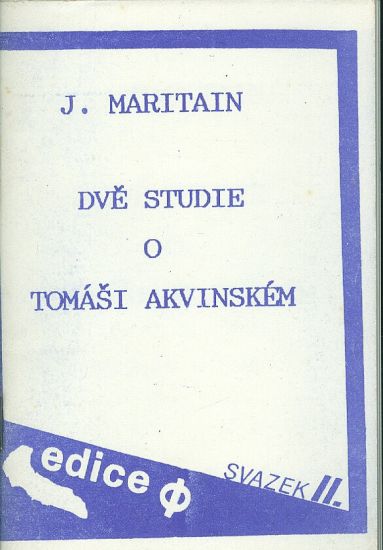 J. MARITAIN
DVĚ STUDIE
O
TOMÁŠI AKVINSKÉM
edice ϕ
SVAZEK II.